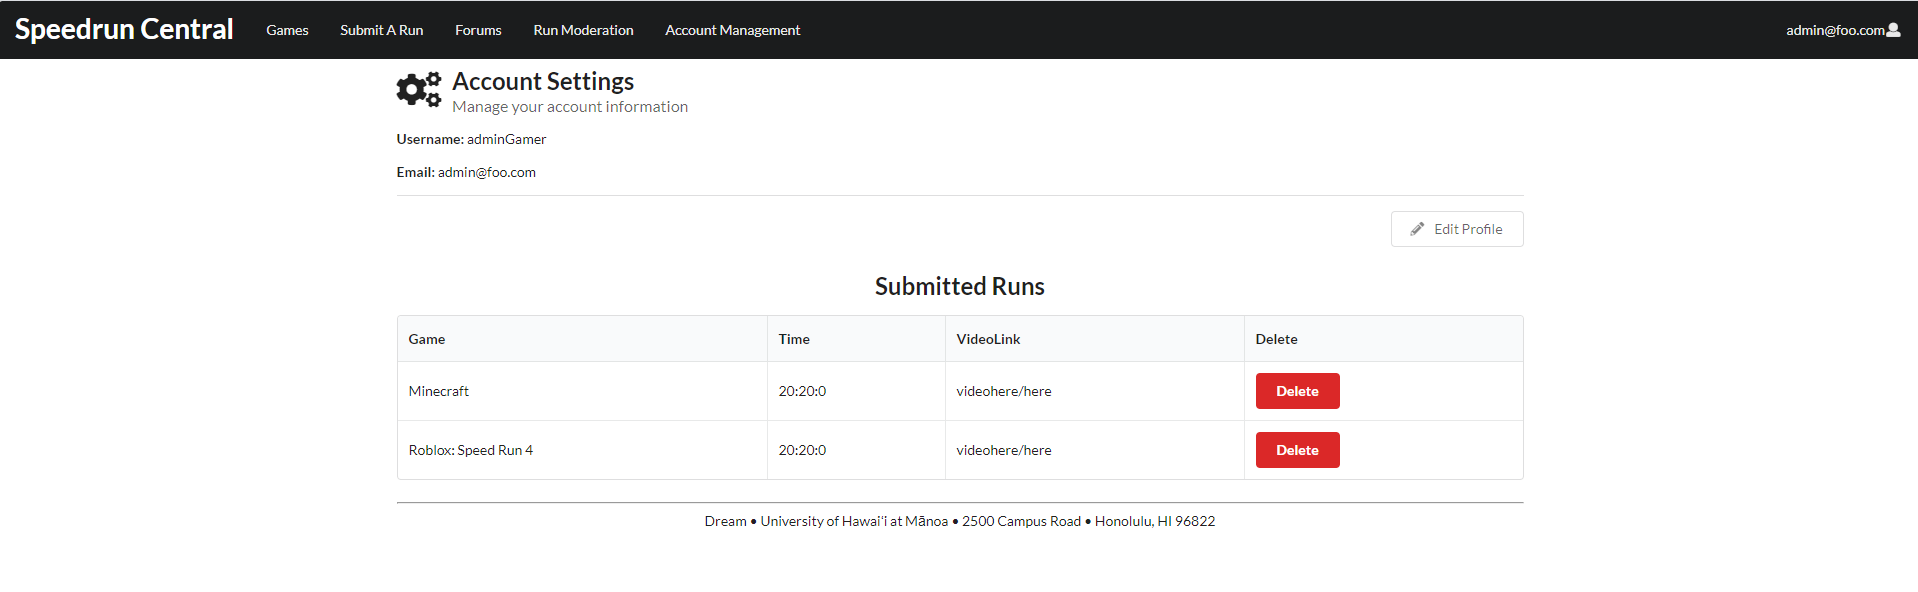 Speedrun Central Games Submit A Run Forums Run Moderation Account Management admin@foo.com
Account Settings
Manage your account information
Username: adminGamer
Email: admin@foo.com
Edit Profile
Submitted Runs
Game Time VideoLink Delete
Minecraft 20:20:0 videohere/here Delete
Roblox: Speed Run 4 20:20:0 videohere/here Delete
Dream • University of Hawaiʻi at Mānoa • 2500 Campus Road • Honolulu, HI 96822